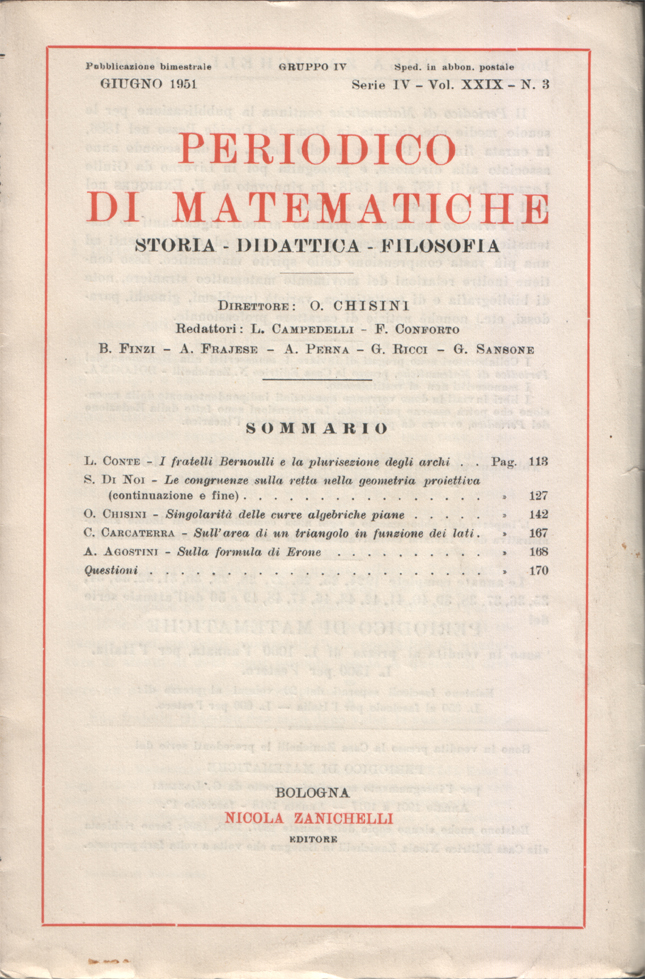 Pubblicazione bimestrale GRUPPO IV Sped. in abbon. postale
GIUGNO 1951 Serie IV – Vol. XXIX – N. 3
PERIODICO
DI MATEMATICHE
STORIA - DIDATTICA - FILOSOFIA
DIRETTORE: O. CHISINI
Redattori: L. CAMPEDELLI – F. CONFORTO
B. FINZI – A. FRAJESE – A. PERNA – G. RICCI – G. SANSONE
SOMMARIO
L. CONTE – I fratelli Bernoulli e la plurisezione degli archi . . Pag. 113
S. DI NOI – Le congruenze sulla retta nella geometria proiettiva
(continuazione e fine) . . . . . . . . . . . . . . . . » 127
O. CHISINI – Singolarità delle curve algebriche piane . . . . . » 142
C. CARCATERRA – Sull'area di un triangolo in funzione dei lati . » 167
A. AGOSTINI – Sulla formula di Erone . . . . . . . . . . » 168
Questioni . . . . . . . . . . . . . . . . . . . . . » 170
BOLOGNA
NICOLA ZANICHELLI
EDITORE